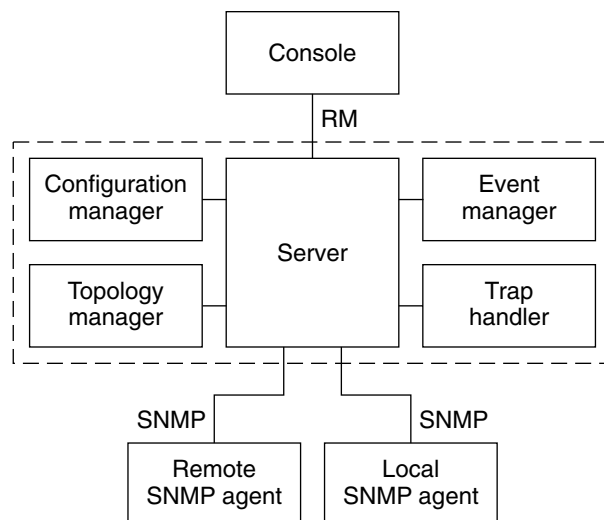 Console
RM
Configuration
manager
Server
Event
manager
Topology
manager
Trap
handler
SNMP
SNMP
Remote
SNMP agent
Local
SNMP agent